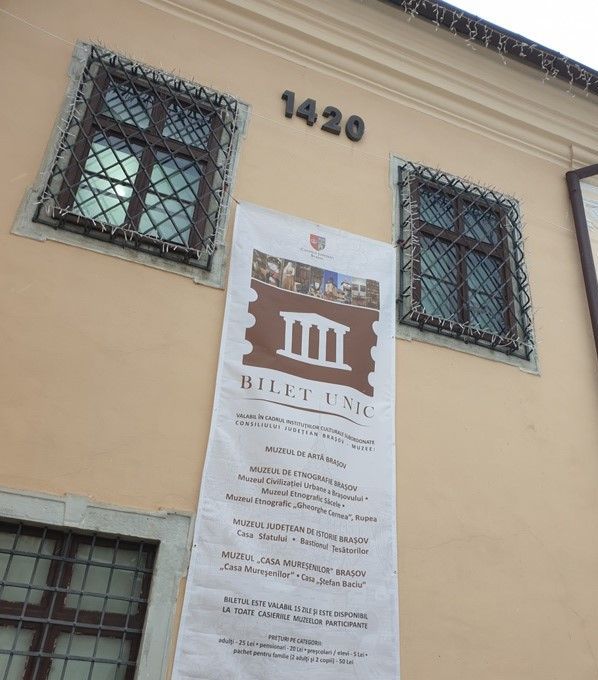 1420
Consiliul Județean
Brașov
BILET UNIC
VALABIL ÎN CADRUL INSTITUȚIILOR CULTURALE SUBORDONATE
CONSILIULUI JUDEȚEAN BRAȘOV - MUZEE:
MUZEUL DE ARTĂ BRAȘOV
MUZEUL DE ETNOGRAFIE BRAȘOV
Muzeul Civilizației Urbane a Brașovului •
Muzeul Etnografic Săcele •
Muzeul Etnografic „Gheorghe Cernea”, Rupea
MUZEUL JUDEȚEAN DE ISTORIE BRAȘOV
Casa Sfatului • Bastionul Țesătorilor
MUZEUL „CASA MUREȘENILOR” BRAȘOV
„Casa Mureșenilor” • Casa „Ștefan Baciu”
BILETUL ESTE VALABIL 15 ZILE ȘI ESTE DISPONIBIL
LA TOATE CASIERIILE MUZEELOR PARTICIPANTE
PREȚURI PE CATEGORII:
adulți - 25 Lei • pensionari - 20 Lei • preșcolari / elevi - 5 Lei •
pachet pentru familie (2 adulți și 2 copii) - 50 Lei